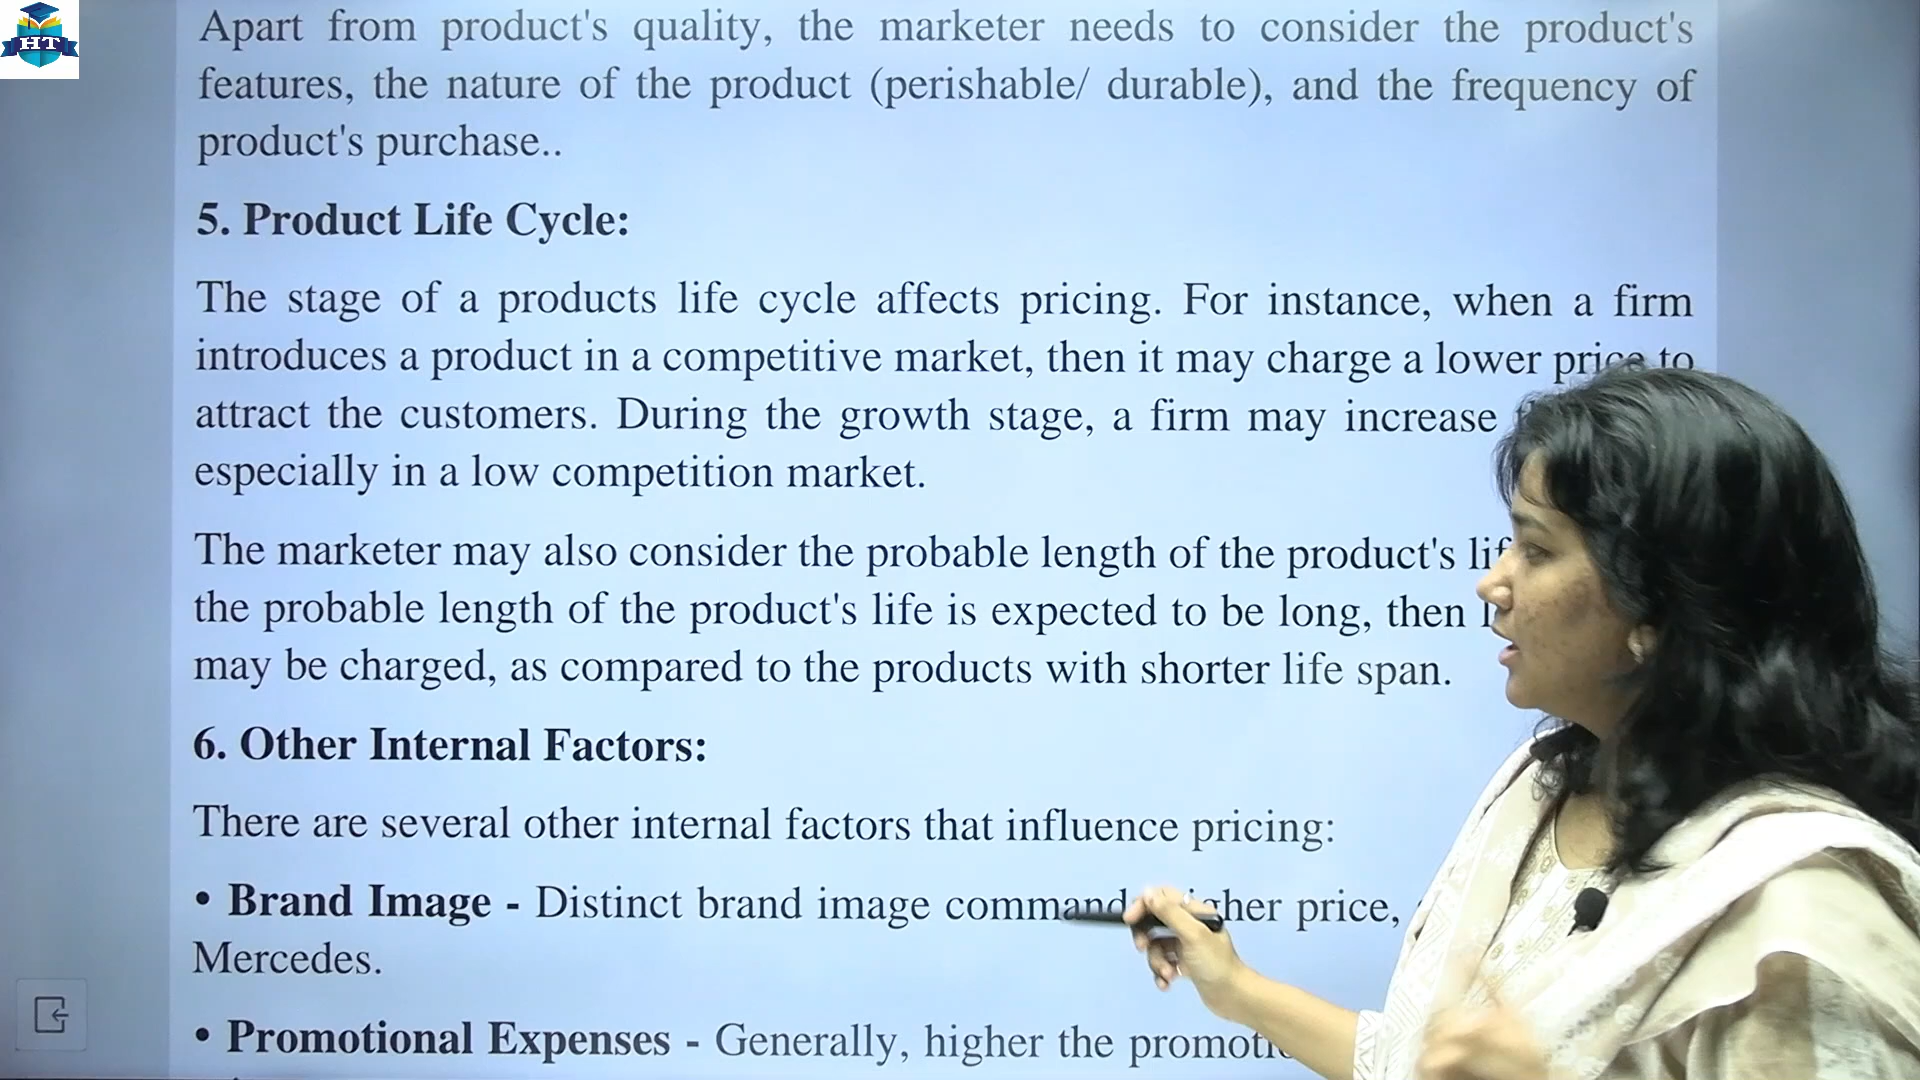 HT
Apart from product's quality, the marketer needs to consider the product's
features, the nature of the product (perishable/ durable), and the frequency of
product's purchase..
5. Product Life Cycle:
The stage of a products life cycle affects pricing. For instance, when a firm
introduces a product in a competitive market, then it may charge a lower price to
attract the customers. During the growth stage, a firm may increase
especially in a low competition market.
The marketer may also consider the probable length of the product's
the probable length of the product's life is expected to be long, then
may be charged, as compared to the products with shorter life span.
6. Other Internal Factors:
There are several other internal factors that influence pricing:
• Brand Image - Distinct brand image price,
Mercedes.
• Promotional Expenses - Generally, higher the